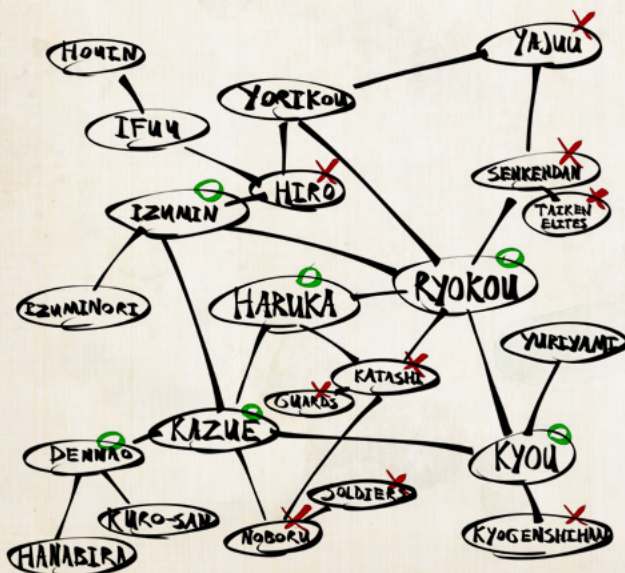 HOUIN
YAJUU
YORIKOU
IFUU
SENKENDAN
HIRO
TAIKEN
ELITES
IZUMIN
RYOKOU
HARUKA
IZUMINORI
YURIYAMI
KATASHI
GUARDS
KAZUE
DENNAO
KYOU
SOLDIERS
KURO-SAN
NOBORU
KYOGENSHIHAN
HANABIRA